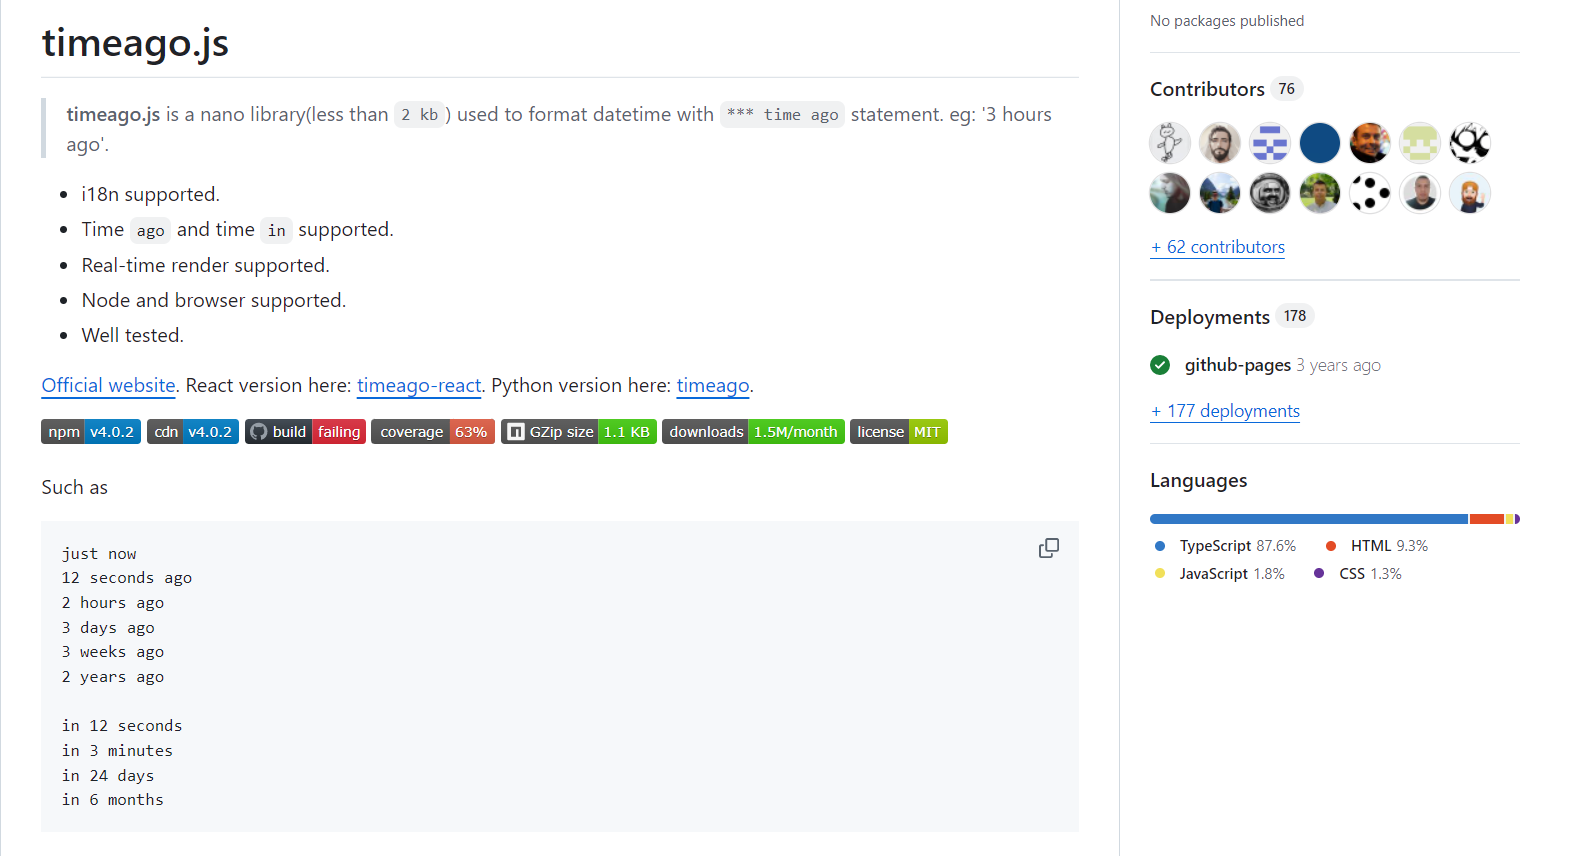 timeago.js
timeago.js is a nano library(less than 2 kb) used to format datetime with *** time ago statement. eg: '3 hours
ago'.
i18n supported.
Time ago and time in supported.
Real-time render supported.
Node and browser supported.
Well tested.
Official website. React version here: timeago-react. Python version here: timeago.
npm v4.0.2 cdn v4.0.2 build failing coverage 63% GZip size 1.1 KB downloads 1.5M/month license MIT
Such as
just now
12 seconds ago
2 hours ago
3 days ago
3 weeks ago
2 years ago
in 12 seconds
in 3 minutes
in 24 days
in 6 months
No packages published
Contributors 76
+ 62 contributors
Deployments 178
github-pages 3 years ago
+ 177 deployments
Languages
TypeScript 87.6% HTML 9.3%
JavaScript 1.8% CSS 1.3%